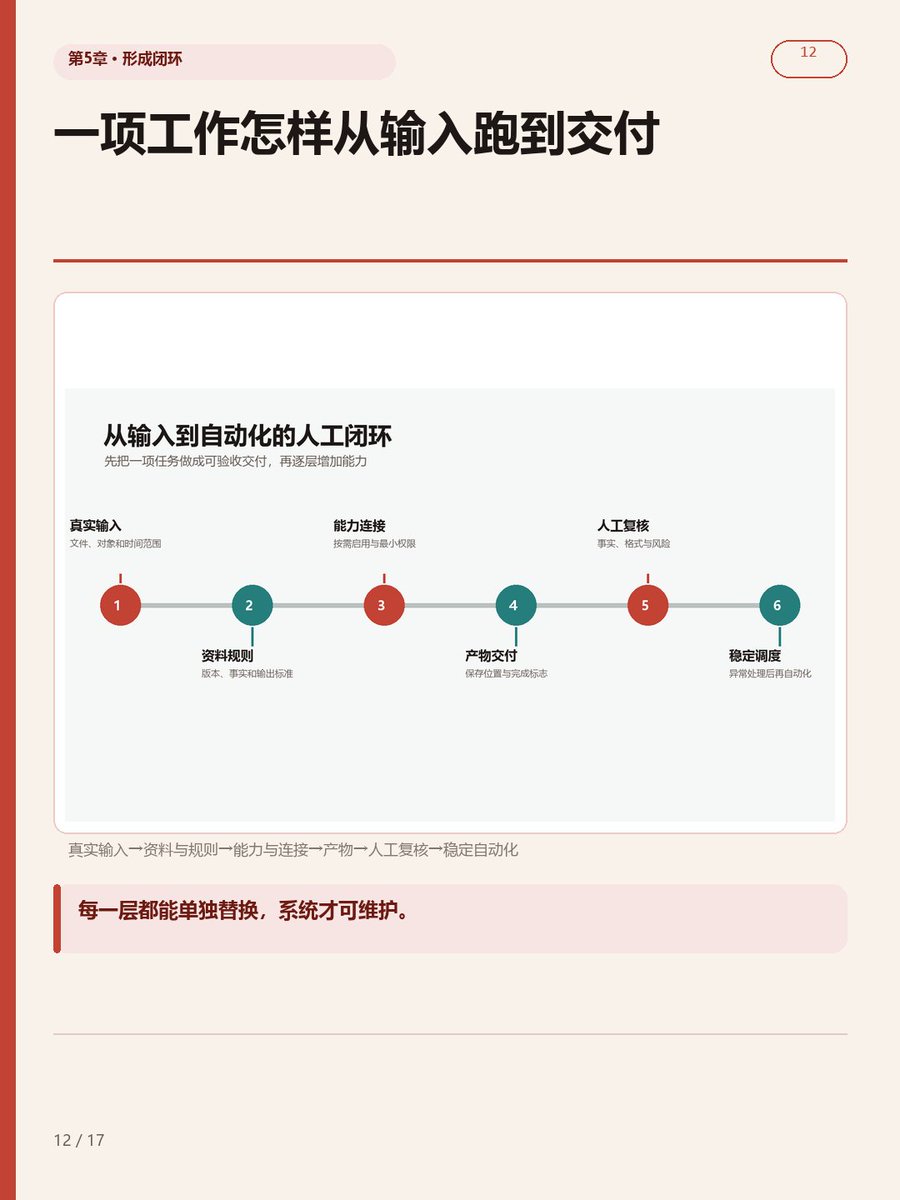 第5章 • 形成闭环
12
一项工作怎样从输入跑到交付
从输入到自动化的人工闭环
先把一项任务做成可验收交付，再逐层增加能力
真实输入
文件、对象和时间范围
能力连接
按需启用与最小权限
人工复核
事实、格式与风险
1
2
3
4
5
6
资料规则
版本、事实和输出标准
产物交付
保存位置与完成标志
稳定调度
异常处理后再自动化
真实输入→资料与规则→能力与连接→产物→人工复核→稳定自动化
每一层都能单独替换，系统才可维护。
12 / 17